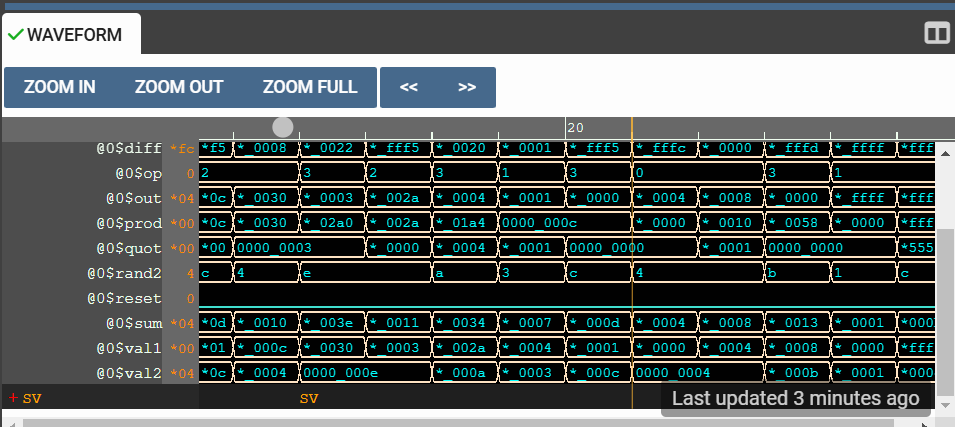 WAVEFORM
ZOOM IN ZOOM OUT ZOOM FULL << >>
20
@0$diff *fc *f5 *_0008 *_0022 *_fff5 *_0020 *_0001 *_fff5 *_fffc *_0000 *_fffd *_ffff *fff
@0$op 0 2 3 2 3 1 3 0 3 1
@0$out *04 *0c *_0030 *_0003 *_002a *_0004 *_0001 *_0000 *_0004 *_0008 *_0000 *_ffff *fff
@0$prod *00 *0c *_0030 *_02a0 *_002a *_01a4 0000_000c *_0000 *_0010 *_0058 *_0000 *fff
@0$quot *00 *00 0000_0003 *_0000 *_0004 *_0001 0000_0000 *_0001 0000_0000 *555
@0$rand2 4 c 4 e a 3 c 4 b 1 c
@0$reset 0
@0$sum *04 *0d *_0010 *_003e *_0011 *_0034 *_0007 *_000d *_0004 *_0008 *_0013 *_0001 *000
@0$val1 *00 *01 *_000c *_0030 *_0003 *_002a *_0004 *_0001 *_0000 *_0004 *_0008 *_0000 *fff
@0$val2 *04 *0c *_0004 0000_000e *_000a *_0003 *_000c 0000_0004 *_000b *_0001 *000
+ SV SV
Last updated 3 minutes ago